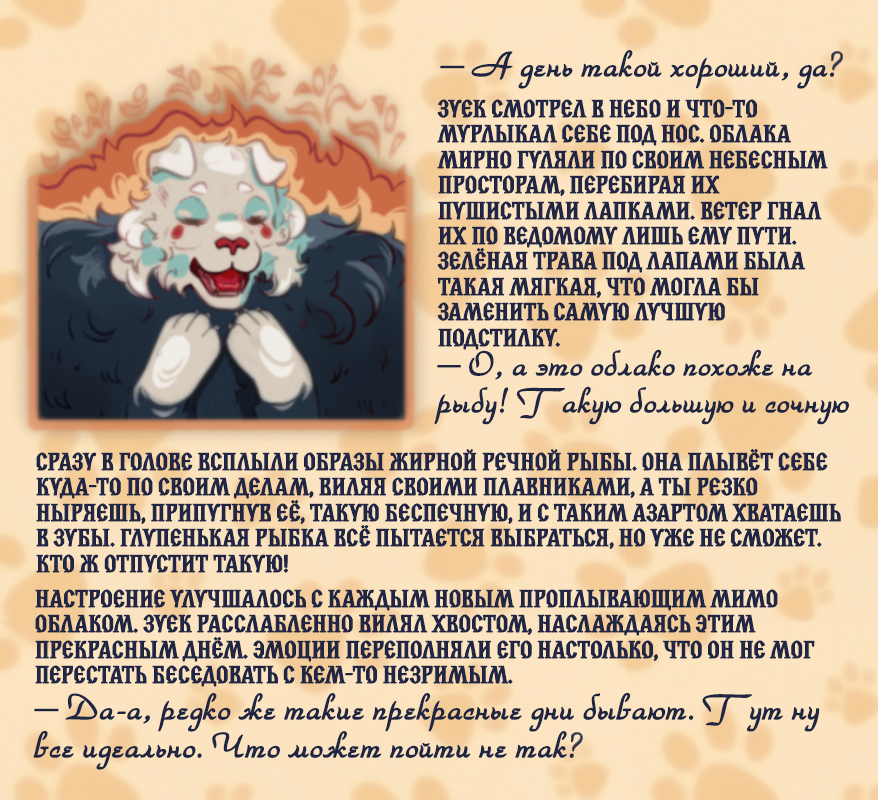 — А день такой хороший, да?
ЗУЕК СМОТРЕЛ В НЕБО И ЧТО-ТО
МУРЛЫКАЛ СЕБЕ ПОД НОС. ОБЛАКА
МИРНО ГУЛЯЛИ ПО СВОИМ НЕБЕСНЫМ
ПРОСТОРАМ, ПЕРЕБИРАЯ ИХ
ПУШИСТЫМИ ЛАПКАМИ. ВЕТЕР ГНАЛ
ИХ ПО ВЕДОМОМУ ЛИШЬ ЕМУ ПУТИ.
ЗЕЛЁНАЯ ТРАВА ПОД ЛАПАМИ БЫЛА
ТАКАЯ МЯГКАЯ, ЧТО МОГЛА БЫ
ЗАМЕНИТЬ САМУЮ ЛУЧШУЮ
ПОДСТИЛКУ.
— О, а это облако похоже на
рыбу! Такую большую и сочную
СРАЗУ В ГОЛОВЕ ВСПЛЫЛИ ОБРАЗЫ ЖИРНОЙ РЕЧНОЙ РЫБЫ. ОНА ПЛЫВЁТ СЕБЕ
КУДА-ТО ПО СВОИМ ДЕЛАМ, ВИЛЯЯ СВОИМИ ПЛАВНИКАМИ, А ТЫ РЕЗКО
НЫРЯЕШЬ, ПРИПУГНУВ ЕЁ, ТАКУЮ БЕСПЕЧНУЮ, И С ТАКИМ АЗАРТОМ ХВАТАЕШЬ
В ЗУБЫ. ГЛУПЕНЬКАЯ РЫБКА ВСЁ ПЫТАЕТСЯ ВЫБРАТЬСЯ, НО УЖЕ НЕ СМОЖЕТ.
КТО Ж ОТПУСТИТ ТАКУЮ!
НАСТРОЕНИЕ УЛУЧШАЛОСЬ С КАЖДЫМ НОВЫМ ПРОПЛЫВАЮЩИМ МИМО
ОБЛАКОМ. ЗУЕК РАССЛАБЛЕННО ВИЛЯЛ ХВОСТОМ, НАСЛАЖДАЯСЬ ЭТИМ
ПРЕКРАСНЫМ ДНЁМ. ЭМОЦИИ ПЕРЕПОЛНЯЛИ ЕГО НАСТОЛЬКО, ЧТО ОН НЕ МОГ
ПЕРЕСТАТЬ БЕСЕДОВАТЬ С КЕМ-ТО НЕЗРИМЫМ.
— Да-а, редко же такие прекрасные дни бывают. Тут ну
все идеально. Что может пойти не так?